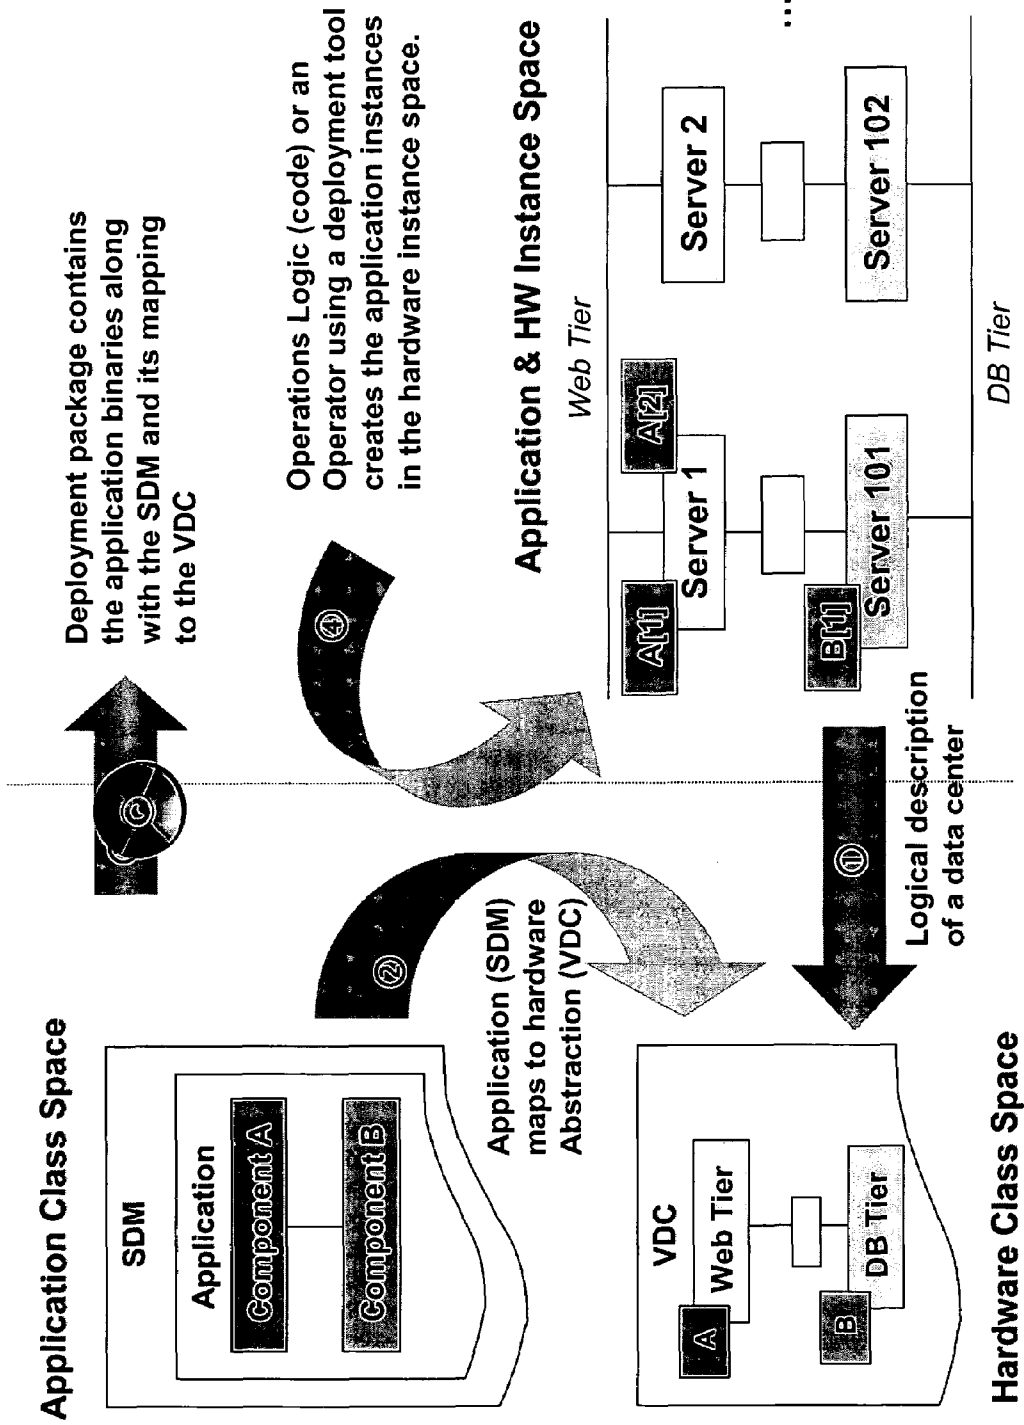 Application Class Space
SDM
Application
Component A
Component B
②
Application (SDM)
maps to hardware
Abstraction (VDC)
VDC
A
Web Tier
B
DB Tier
Hardware Class Space
Deployment package contains
the application binaries along
with the SDM and its mapping
to the VDC
④
Operations Logic (code) or an
Operator using a deployment tool
creates the application instances
in the hardware instance space.
Application & HW Instance Space
Web Tier
A[1]
A[2]
Server 1
Server 2
...
B[1]
Server 101
Server 102
DB Tier
①
Logical description
of a data center